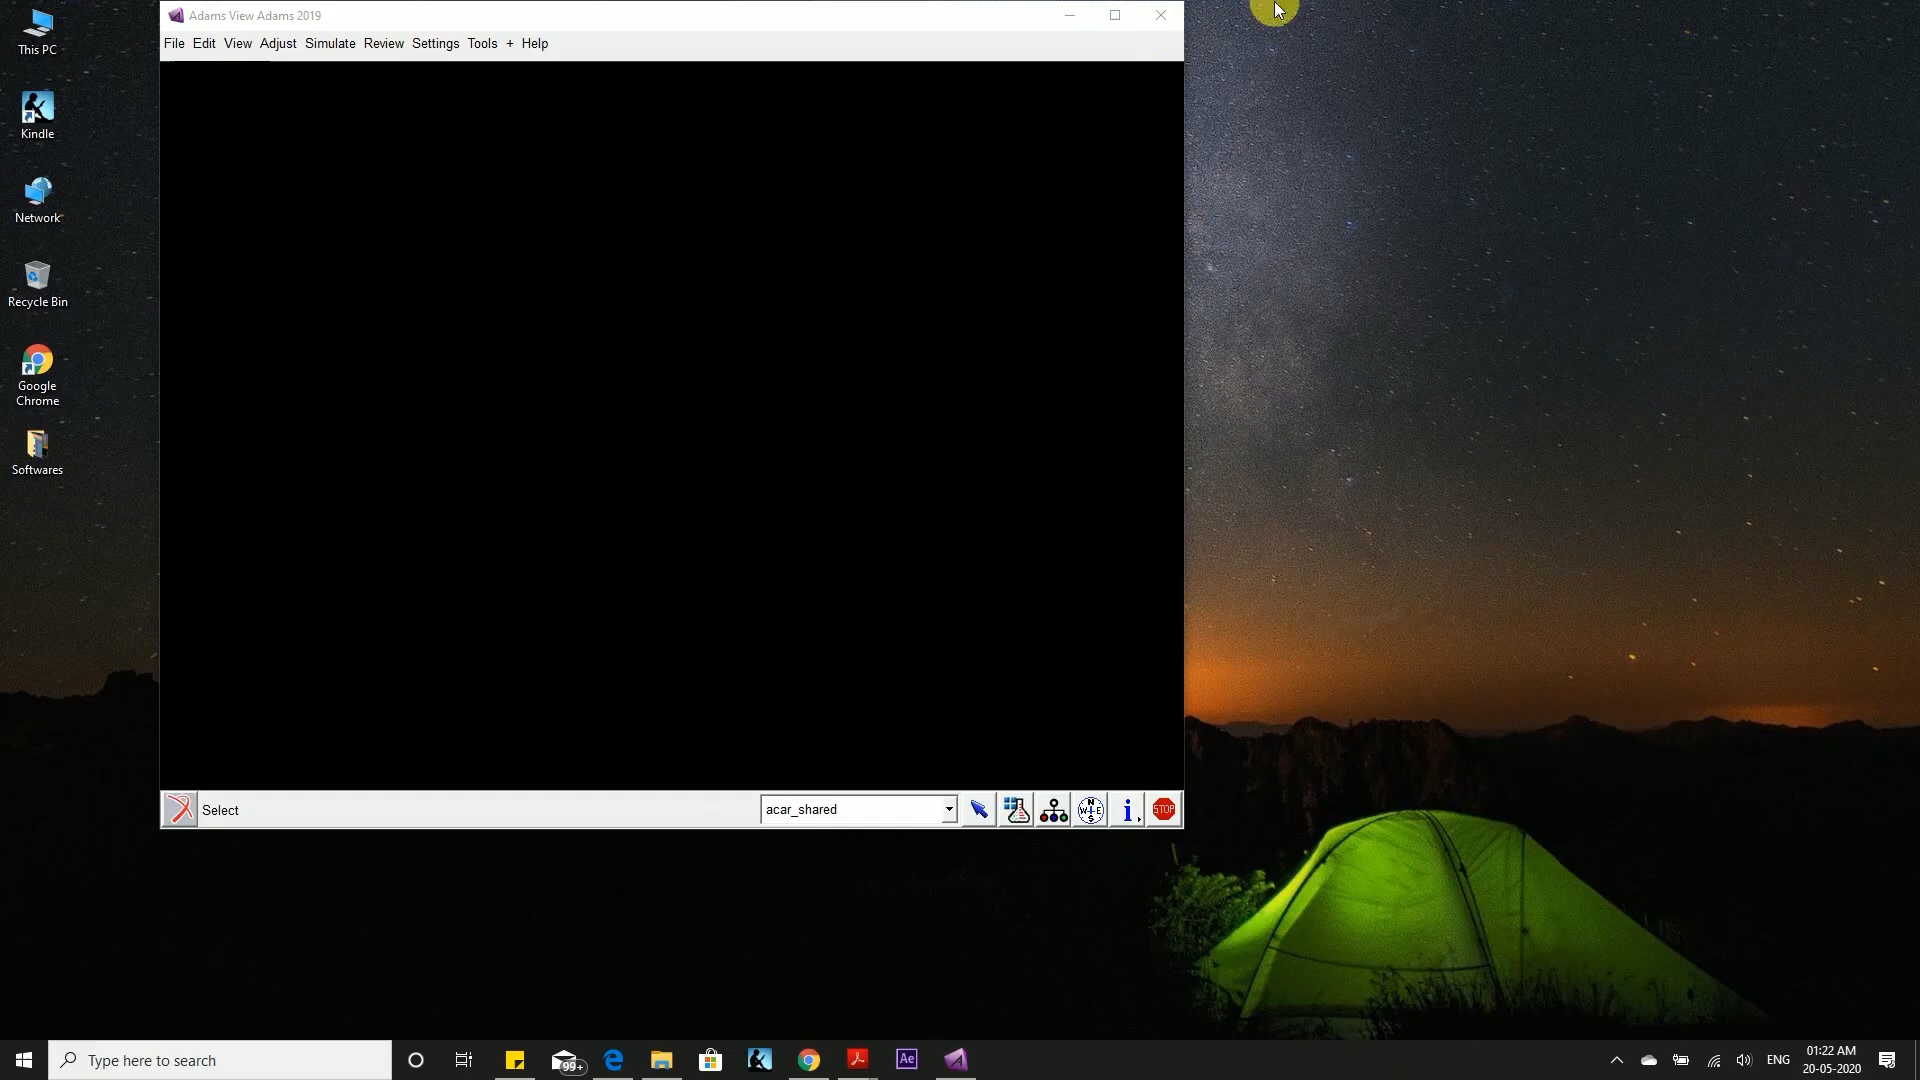 This PC
Kindle
Network
Recycle Bin
Google
Chrome
Softwares
Adams View Adams 2019
File Edit View Adjust Simulate Review Settings Tools + Help
Select
acar_shared
N
W E
S
i
STOP
Type here to search
99+
Ae
ENG
01:22 AM
20-05-2020